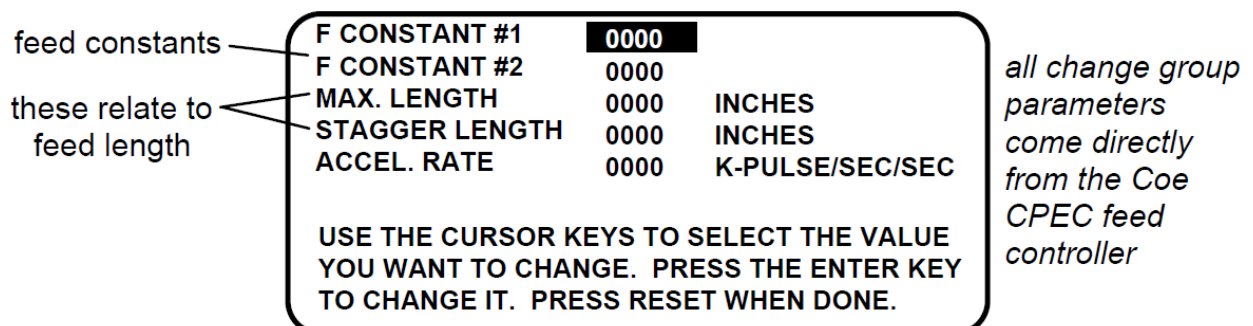 feed constants
these relate to
feed length
F CONSTANT #1 0000
F CONSTANT #2 0000
MAX. LENGTH 0000 INCHES
STAGGER LENGTH 0000 INCHES
ACCEL. RATE 0000 K-PULSE/SEC/SEC
USE THE CURSOR KEYS TO SELECT THE VALUE
YOU WANT TO CHANGE. PRESS THE ENTER KEY
TO CHANGE IT. PRESS RESET WHEN DONE.
all change group
parameters
come directly
from the Coe
CPEC feed
controller